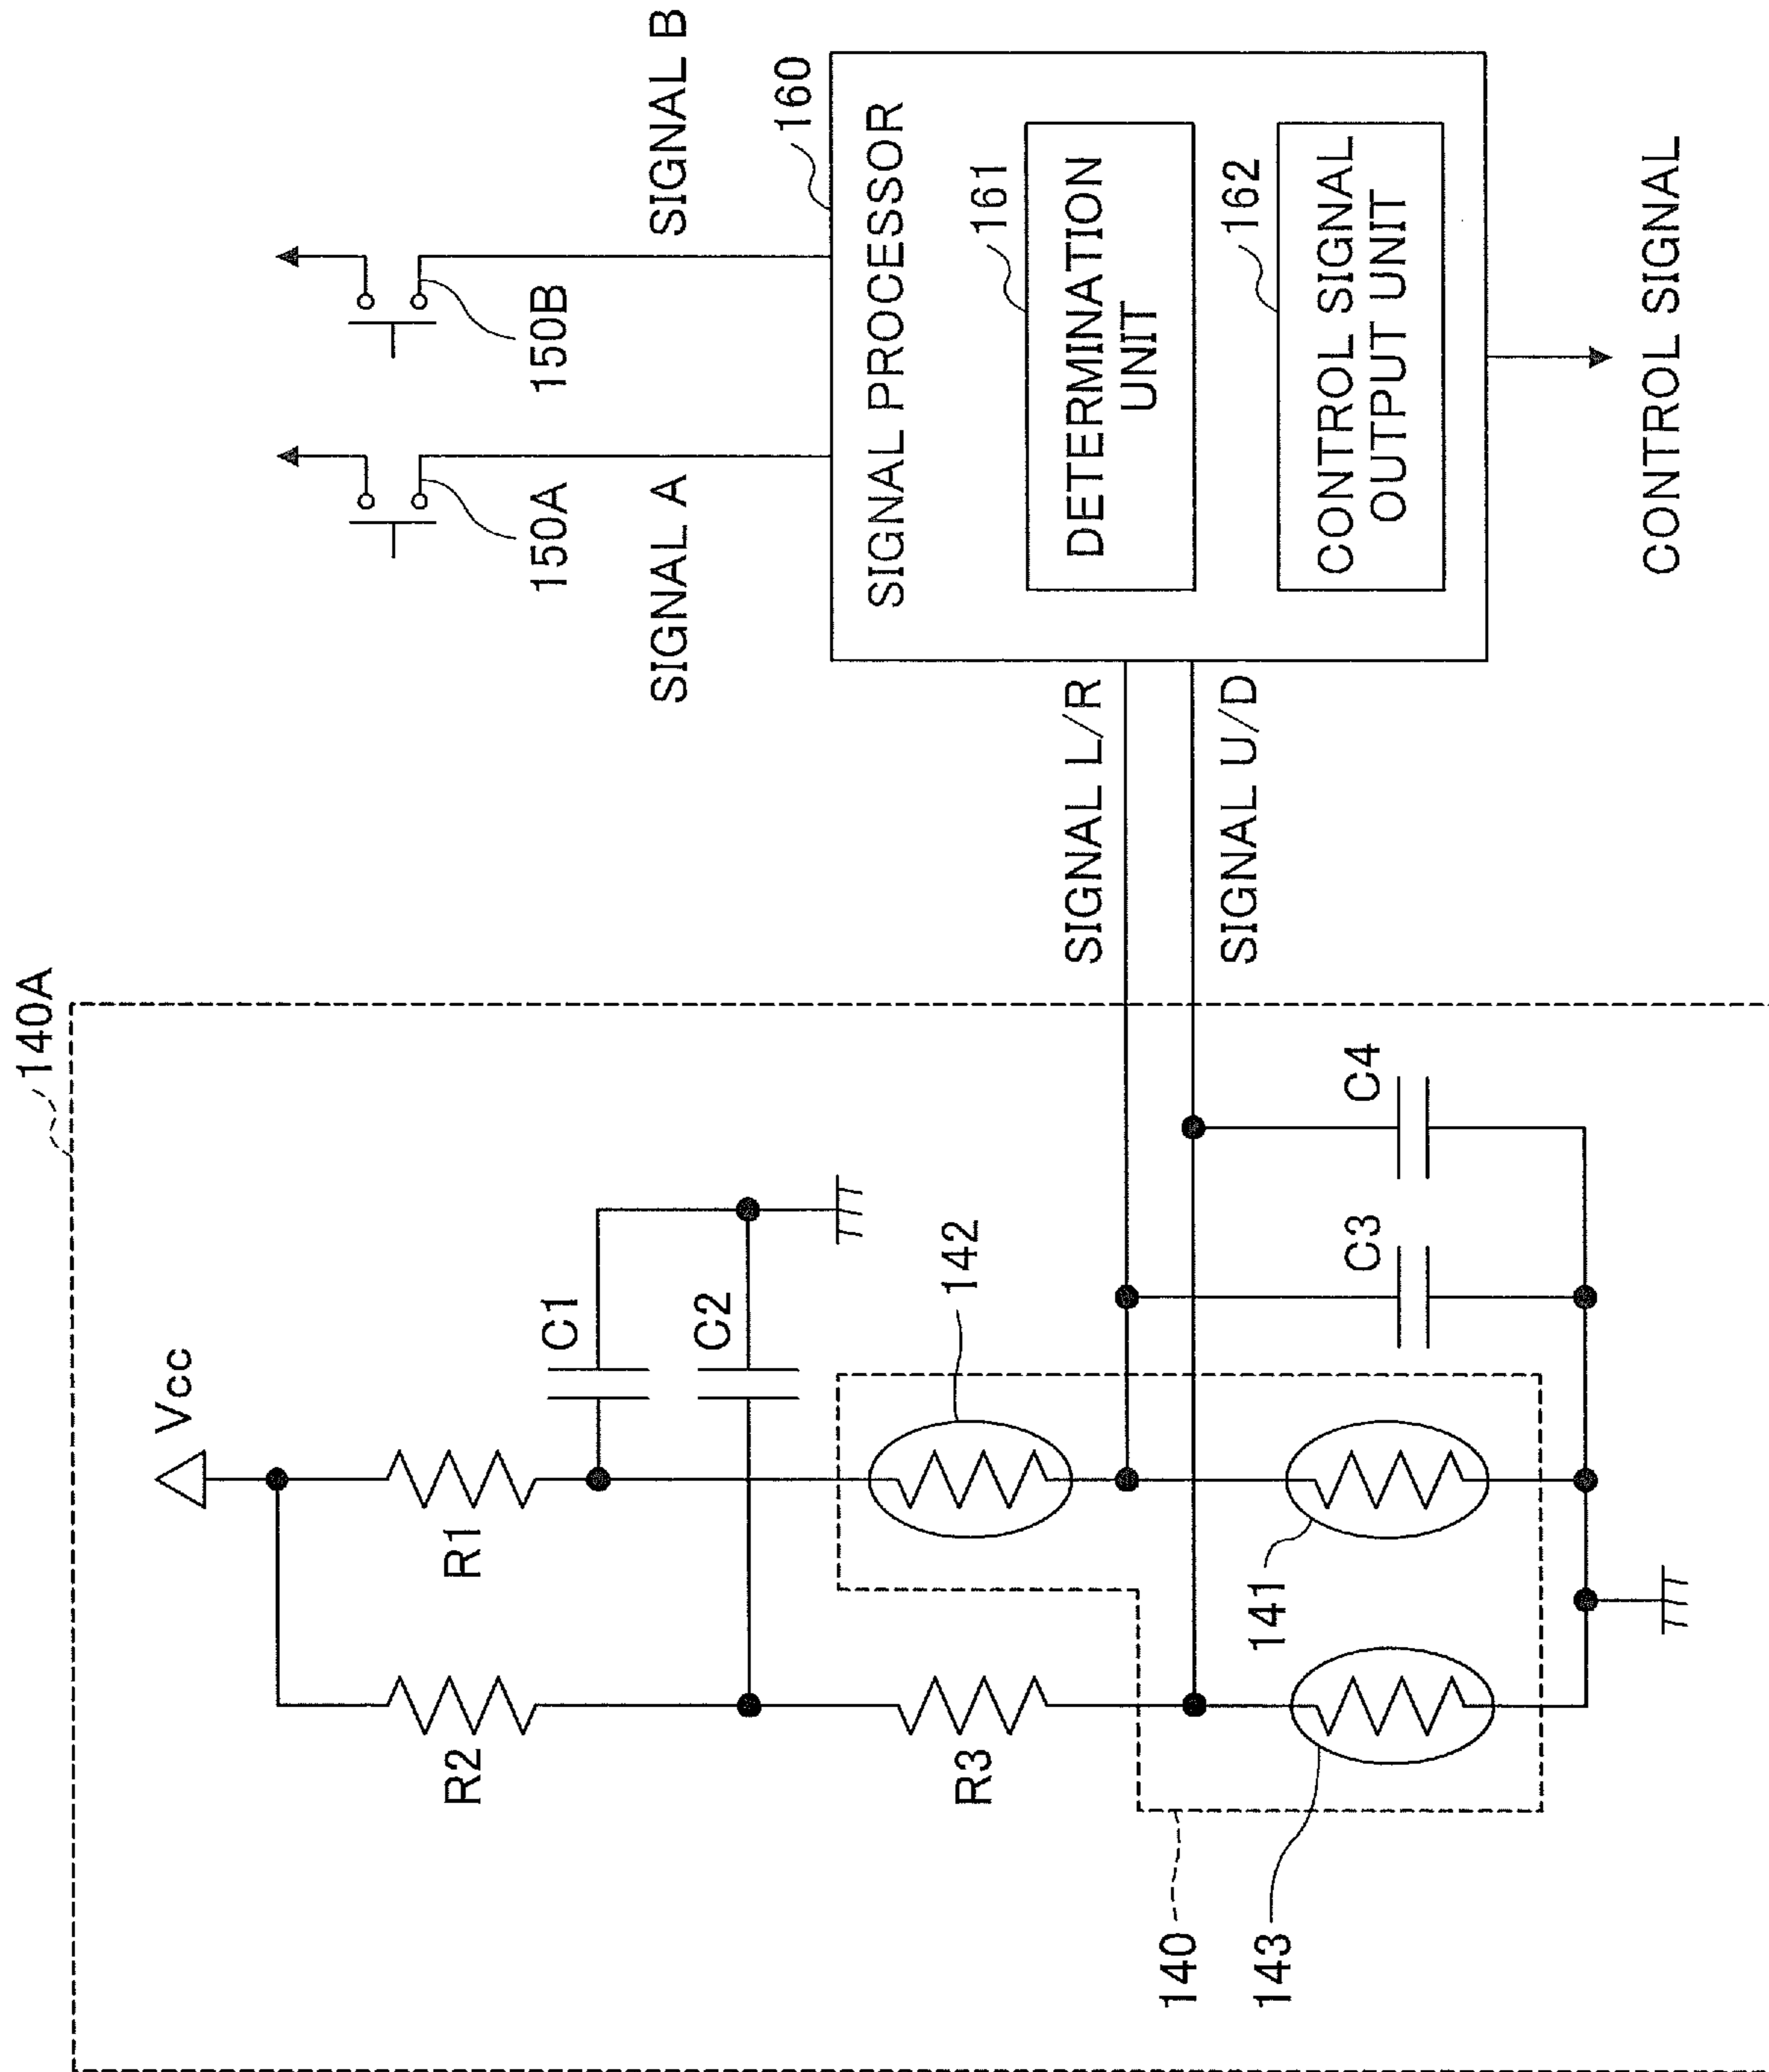 140A
Vcc
R1
R2
R3
C1
C2
142
141
C3
C4
140
143
SIGNAL L/R
SIGNAL U/D
150A
150B
SIGNAL A
SIGNAL B
160
SIGNAL PROCESSOR
161
DETERMINATION
UNIT
162
CONTROL SIGNAL
OUTPUT UNIT
CONTROL SIGNAL